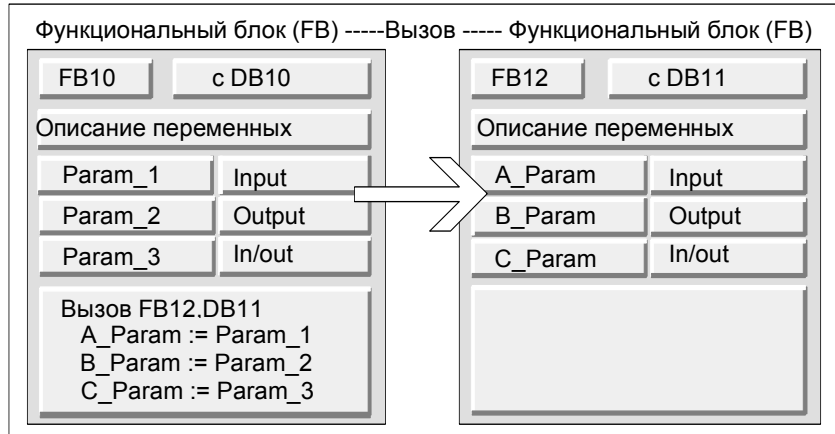 Функциональный блок (FB) -----Вызов ----- Функциональный блок (FB)
FB10
с DB10
Описание переменных
Param_1
Input
Param_2
Output
Param_3
In/out
Вызов FB12,DB11
A_Param := Param_1
B_Param := Param_2
C_Param := Param_3
FB12
с DB11
Описание переменных
A_Param
Input
B_Param
Output
C_Param
In/out